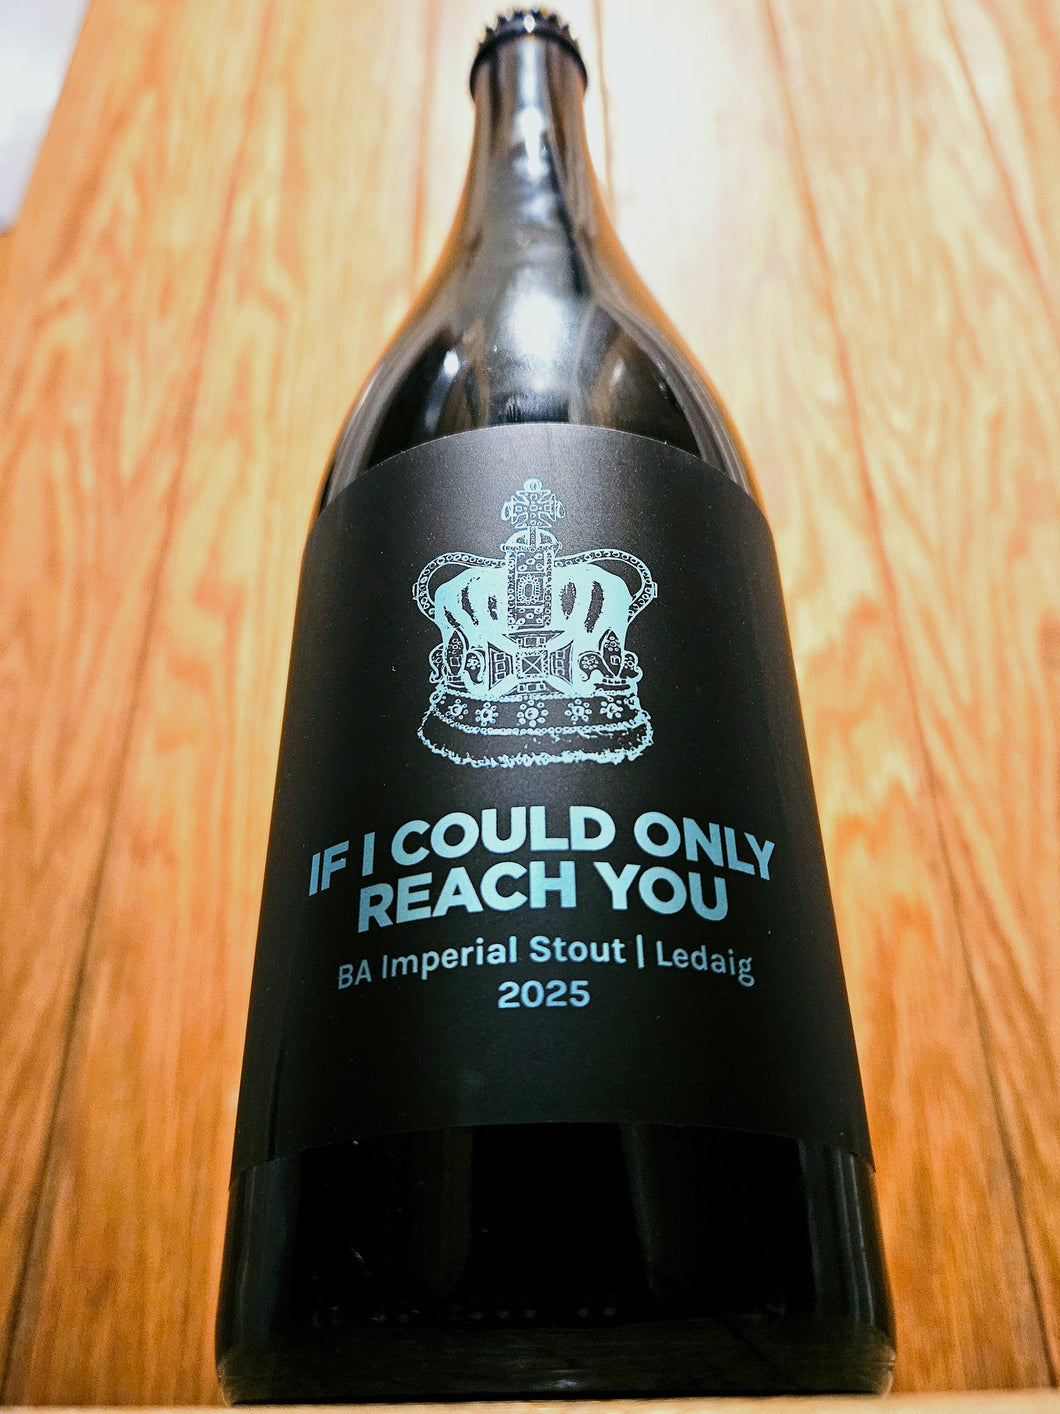 IF I COULD ONLY
REACH YOU
BA Imperial Stout | Ledaig
2025